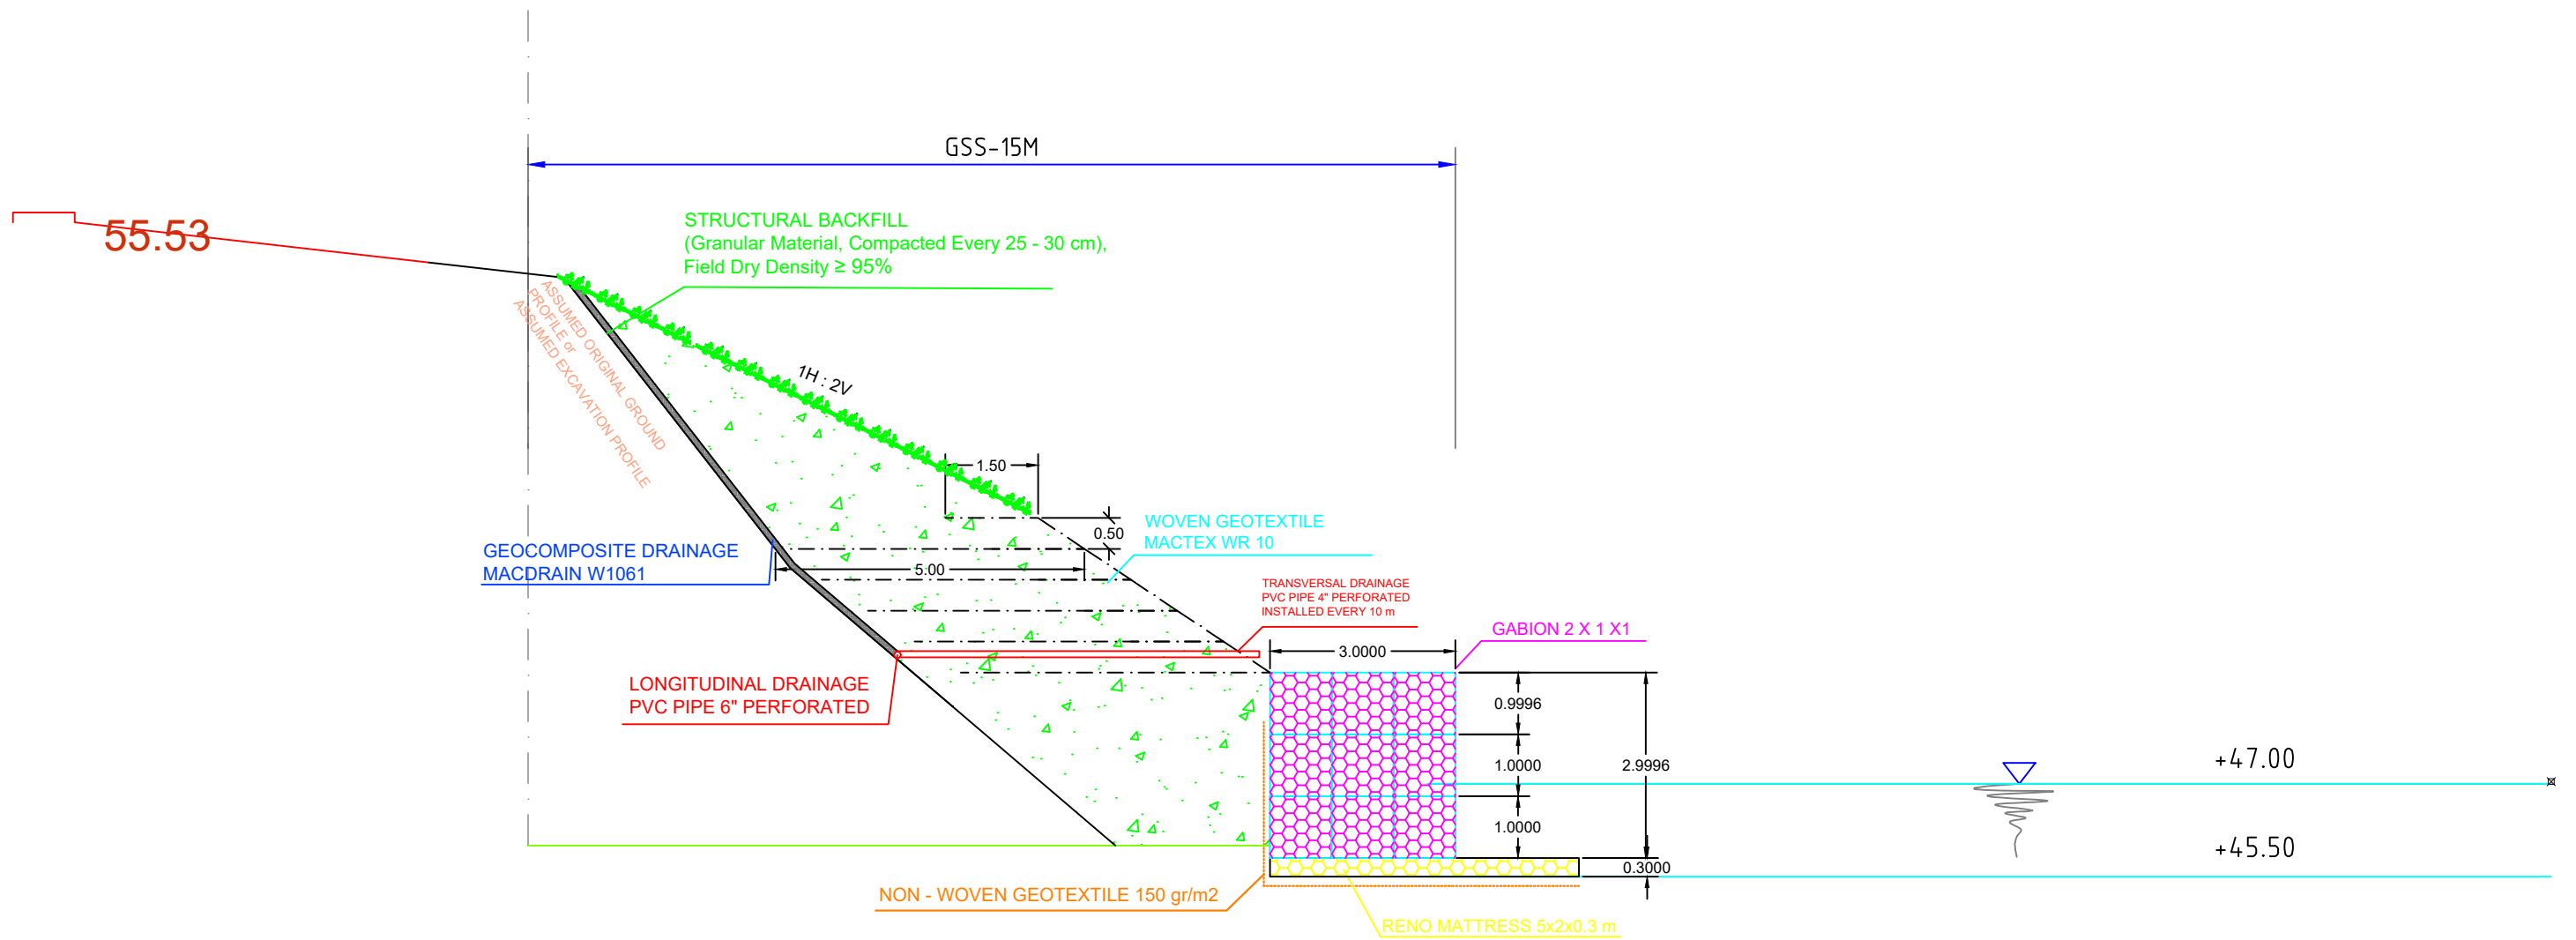 GSS-15M
55.53
STRUCTURAL BACKFILL
(Granular Material, Compacted Every 25 - 30 cm),
Field Dry Density ≥ 95%
ASSUMED ORIGINAL GROUND
PROFILE or
ASSUMED EXCAVATION PROFILE
1H : 2V
1.50
0.50
WOVEN GEOTEXTILE
MACTEX WR 10
GEOCOMPOSITE DRAINAGE
MACDRAIN W1061
5.00
TRANSVERSAL DRAINAGE
PVC PIPE 4" PERFORATED
INSTALLED EVERY 10 m
GABION 2 X 1 X1
3.0000
LONGITUDINAL DRAINAGE
PVC PIPE 6" PERFORATED
0.9996
1.0000
2.9996
1.0000
+47.00
+45.50
0.3000
NON - WOVEN GEOTEXTILE 150 gr/m2
RENO MATTRESS 5x2x0.3 m